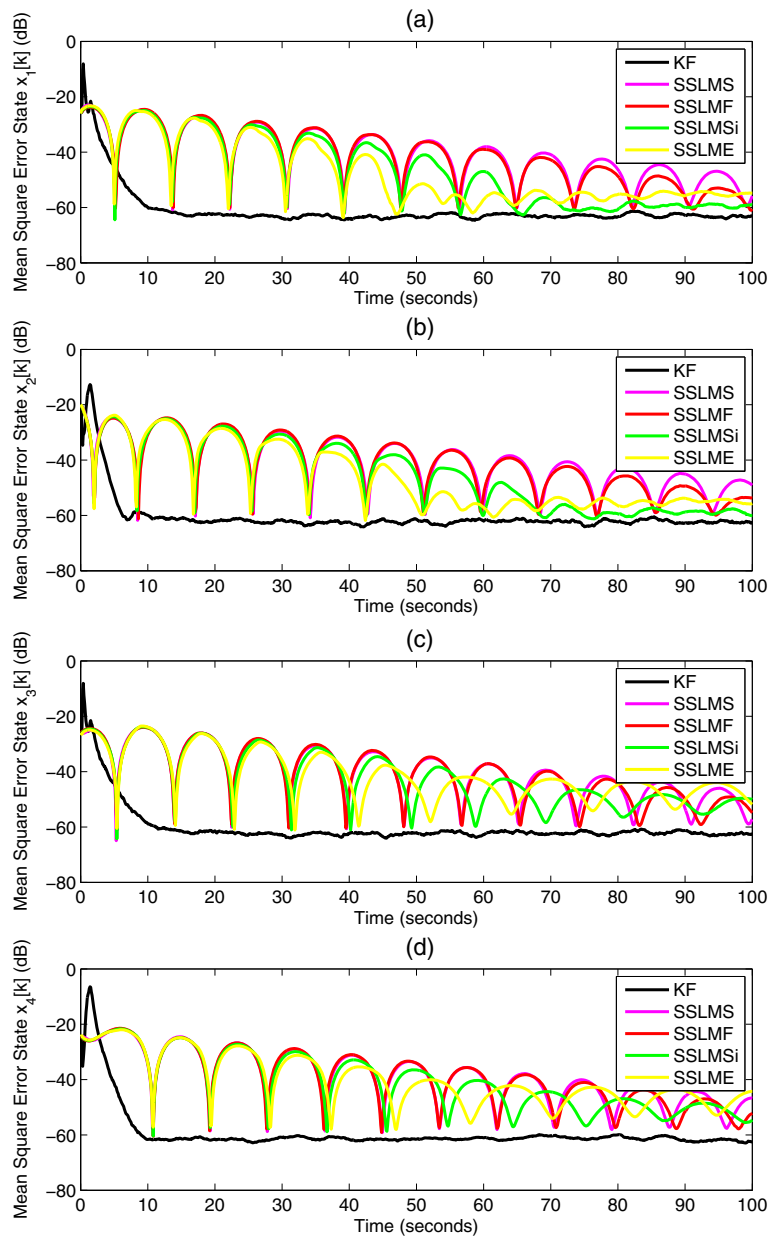 (a)
Mean Square Error State x1[k] (dB)
0
−20
−40
−60
−80
KF
SSLMS
SSLMF
SSLMSi
SSLME
0 10 20 30 40 50 60 70 80 90 100
Time (seconds)
(b)
Mean Square Error State x2[k] (dB)
0
−20
−40
−60
−80
KF
SSLMS
SSLMF
SSLMSi
SSLME
0 10 20 30 40 50 60 70 80 90 100
Time (seconds)
(c)
Mean Square Error State x3[k] (dB)
0
−20
−40
−60
−80
KF
SSLMS
SSLMF
SSLMSi
SSLME
0 10 20 30 40 50 60 70 80 90 100
Time (seconds)
(d)
Mean Square Error State x4[k] (dB)
0
−20
−40
−60
−80
KF
SSLMS
SSLMF
SSLMSi
SSLME
0 10 20 30 40 50 60 70 80 90 100
Time (seconds)